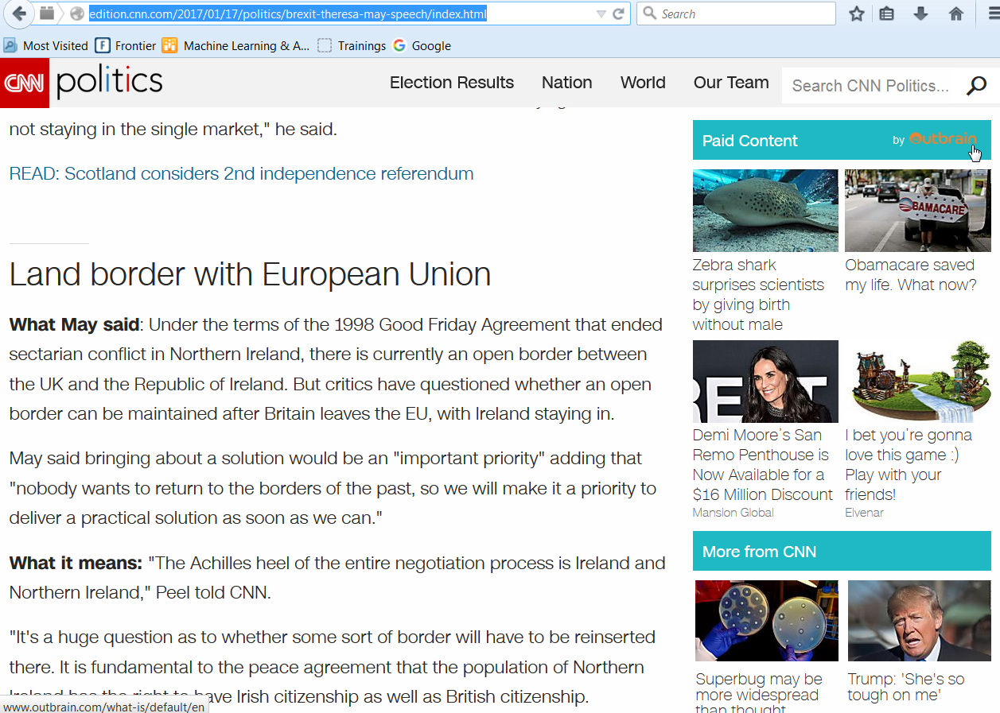 edition.cnn.com/2017/01/17/politics/brexit-theresa-may-speech/index.html
Search
Most Visited
Frontier
Machine Learning & A...
Trainings
Google
CNN politics
Election Results
Nation
World
Our Team
Search CNN Politics...
not staying in the single market," he said.
READ: Scotland considers 2nd independence referendum
Land border with European Union
What May said: Under the terms of the 1998 Good Friday Agreement that ended
sectarian conflict in Northern Ireland, there is currently an open border between
the UK and the Republic of Ireland. But critics have questioned whether an open
border can be maintained after Britain leaves the EU, with Ireland staying in.
May said bringing about a solution would be an "important priority" adding that
"nobody wants to return to the borders of the past, so we will make it a priority to
deliver a practical solution as soon as we can."
What it means: "The Achilles heel of the entire negotiation process is Ireland and
Northern Ireland," Peel told CNN.
"It's a huge question as to whether some sort of border will have to be reinserted
there. It is fundamental to the peace agreement that the population of Northern
Ireland has the right to have Irish citizenship as well as British citizenship.
www.outbrain.com/what-is/default/en
Paid Content
by Outbrain
OBAMACARE
Zebra shark
surprises scientists
by giving birth
without male
Obamacare saved
my life. What now?
Demi Moore's San
Remo Penthouse is
Now Available for a
$16 Million Discount
Mansion Global
I bet you're gonna
love this game :)
Play with your
friends!
Elvenar
More from CNN
Superbug may be
more widespread
than thought
Trump: 'She's so
tough on me'